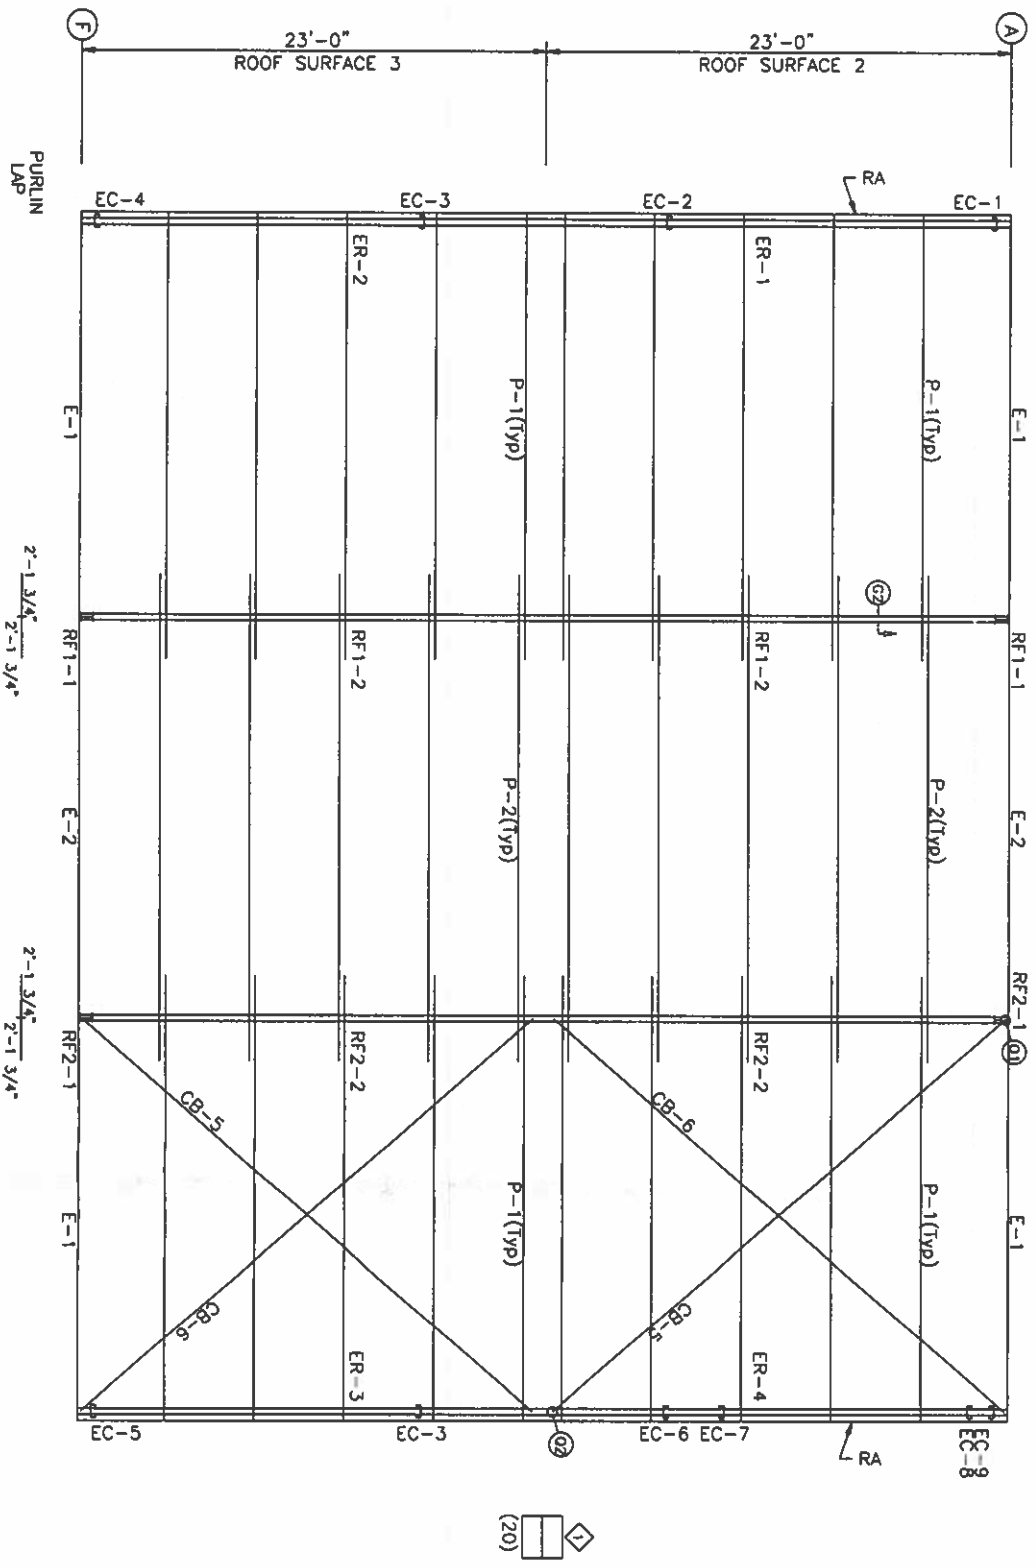 F
23'-0"
ROOF SURFACE 3
23'-0"
ROOF SURFACE 2
A
PURLIN
LAP
EC-4
EC-3
EC-2
RA
EC-1
ER-2
ER-1
E-1
P-1(Typ)
P-1(Typ)
E-1
2'-1 3/4"
2'-1 3/4"
G2
RF1-1
RF1-2
RF1-2
RF1-1
E-2
P-2(Typ)
P-2(Typ)
E-2
2'-1 3/4"
2'-1 3/4"
RF2-1
RF2-1
RF2-2
RF2-2
CB-5
CB-6
E-1
P-1(Typ)
P-1(Typ)
E-1
CB-6
CB-5
ER-3
ER-4
EC-5
EC-3
EC-6
EC-7
EC-9
EC-8
RA
1
(20)